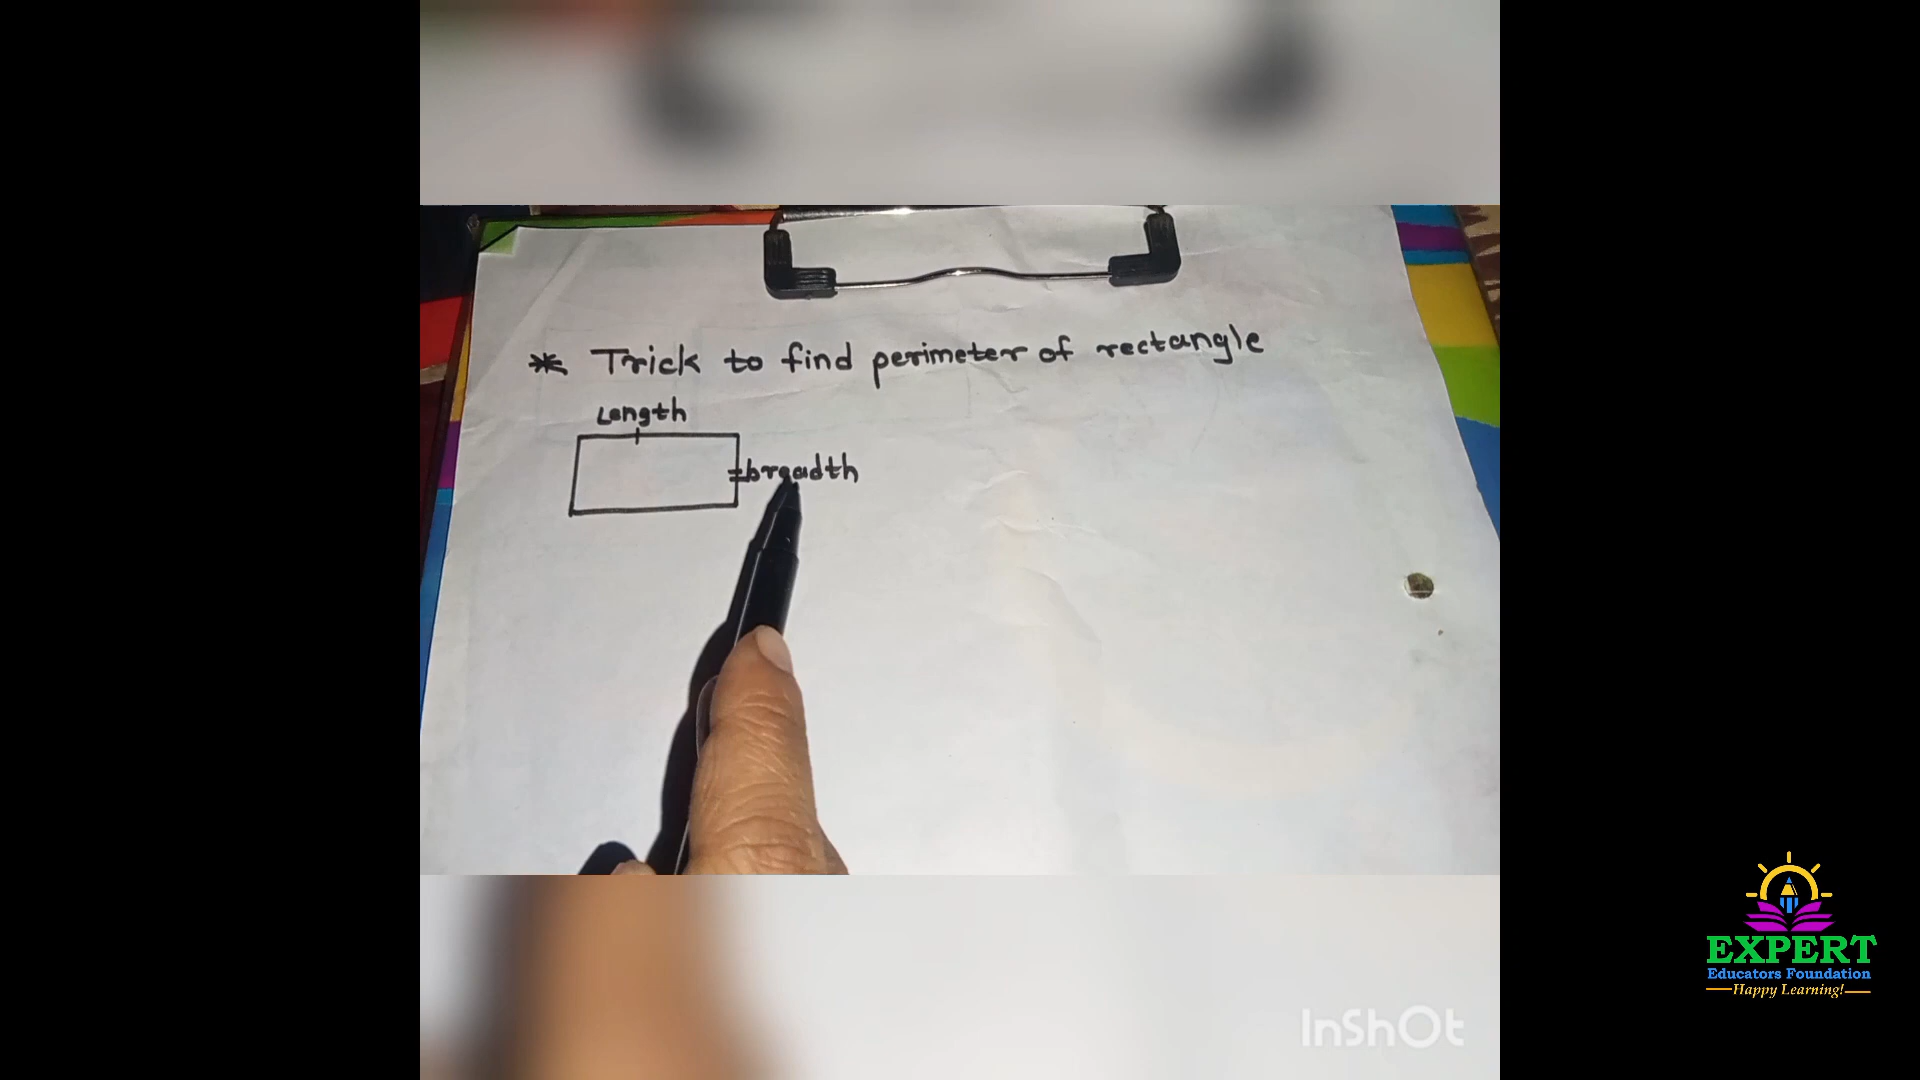 * Trick to find perimeter of rectangle
Length
breadth
EXPERT
Educators Foundation
Happy Learning!
InShOt